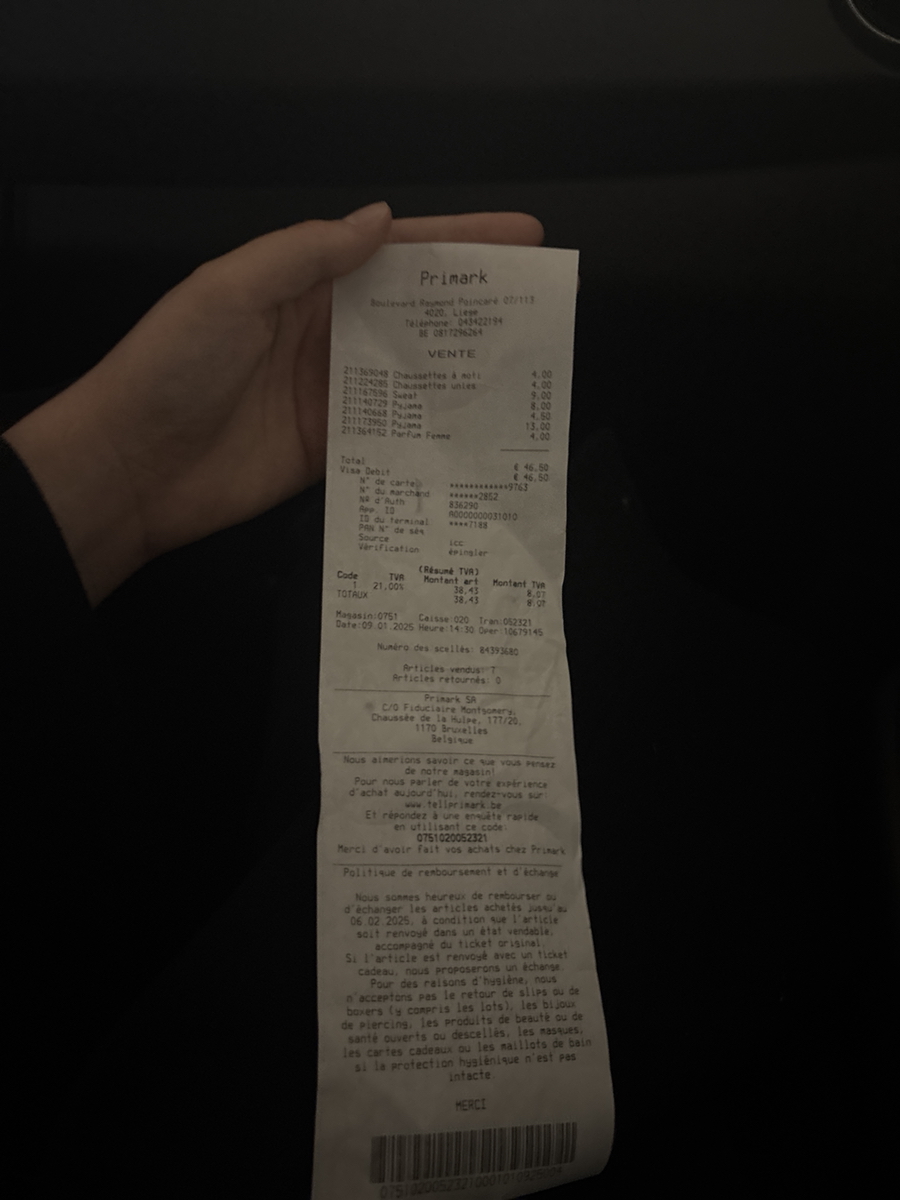 Primark
Boulevard Raymond Poincaré 07/113
4020, Liege
Téléphone: 043422194
BE 0817296264
VENTE
211369048 Chaussettes à moti 4,00
211224285 Chaussettes unies 4,00
211167596 Sweat 9,00
211140729 Pyjama 8,00
211140668 Pyjama 4,50
211173950 Pyjama 13,00
211364152 Parfum Femme 4,00
Total € 46,50
Visa Debit € 46,50
N° de carte ************9763
N° du marchand ******2852
NR d'Auth 836290
App. ID A0000000031010
ID du terminal ****7188
PAN N° de séq
Source icc
Vérification épingler
(Résumé TVA)
Code TVA Montant art Montant TVA
1 21,00% 38,43 8,07
TOTAUX 38,43 8,07
Magasin:0751 Caisse:020 Tran:052321
Date:09.01.2025 Heure:14:30 Oper:10679145
Numéro des scellés: 84393680
Articles vendus: 7
Articles retournés: 0
Primark SA
C/O Fiduciaire Montgomery,
Chaussée de la Hulpe, 177/20,
1170 Bruxelles
Belgique
Nous aimerions savoir ce que vous pensez
de notre magasin!
Pour nous parler de votre expérience
d'achat aujourd'hui, rendez-vous sur
www.tellprimark.be
Et répondez à une enquête rapide
en utilisant ce code:
0751020052321
Merci d'avoir fait vos achats chez Primark
Politique de remboursement et d'échange
Nous sommes heureux de rembourser ou
d'échanger les articles achetés jusqu'au
06.02.2025, à condition que l'article
soit renvoyé dans un état vendable,
accompagné du ticket original.
Si l'article est renvoyé avec un ticket
cadeau, nous proposerons un échange.
Pour des raisons d'hygiène, nous
n'acceptons pas le retour de slips ou de
boxers (y compris les lots), les bijoux
de piercing, les produits de beauté ou de
santé ouverts ou descellés, les masques,
les cartes cadeaux ou les maillots de bain
si la protection hygiénique n'est pas
intacte.
MERCI